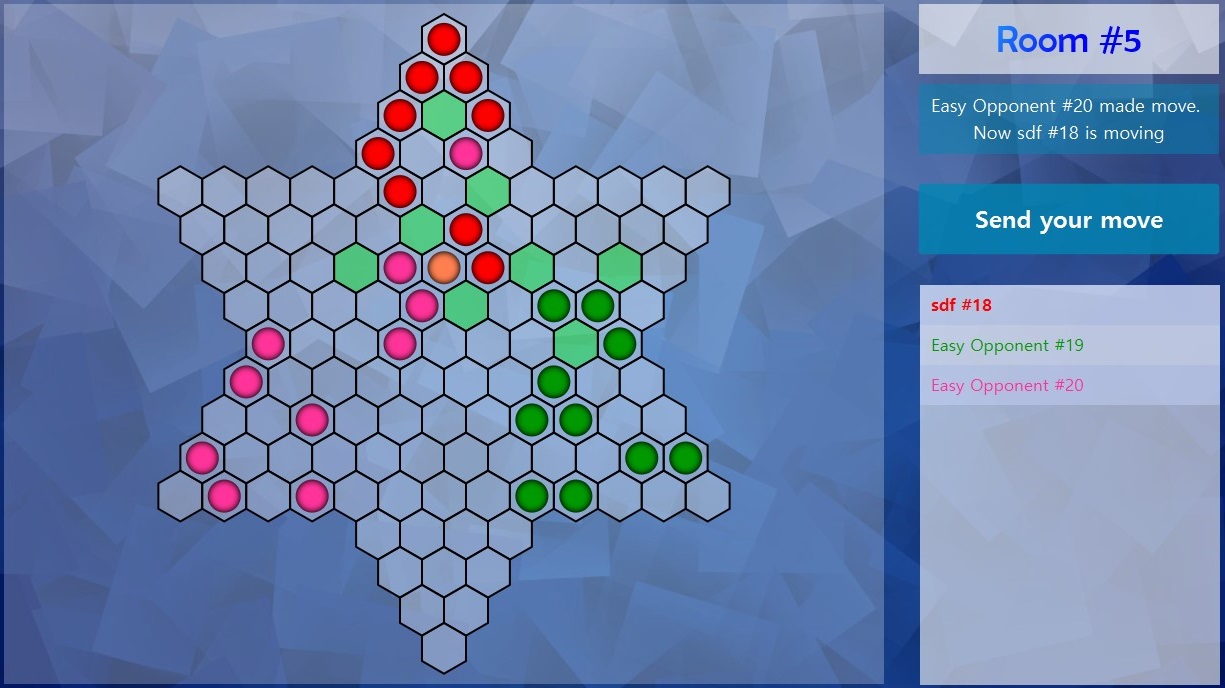 Room #5
Easy Opponent #20 made move.
Now sdf #18 is moving
Send your move
sdf #18
Easy Opponent #19
Easy Opponent #20